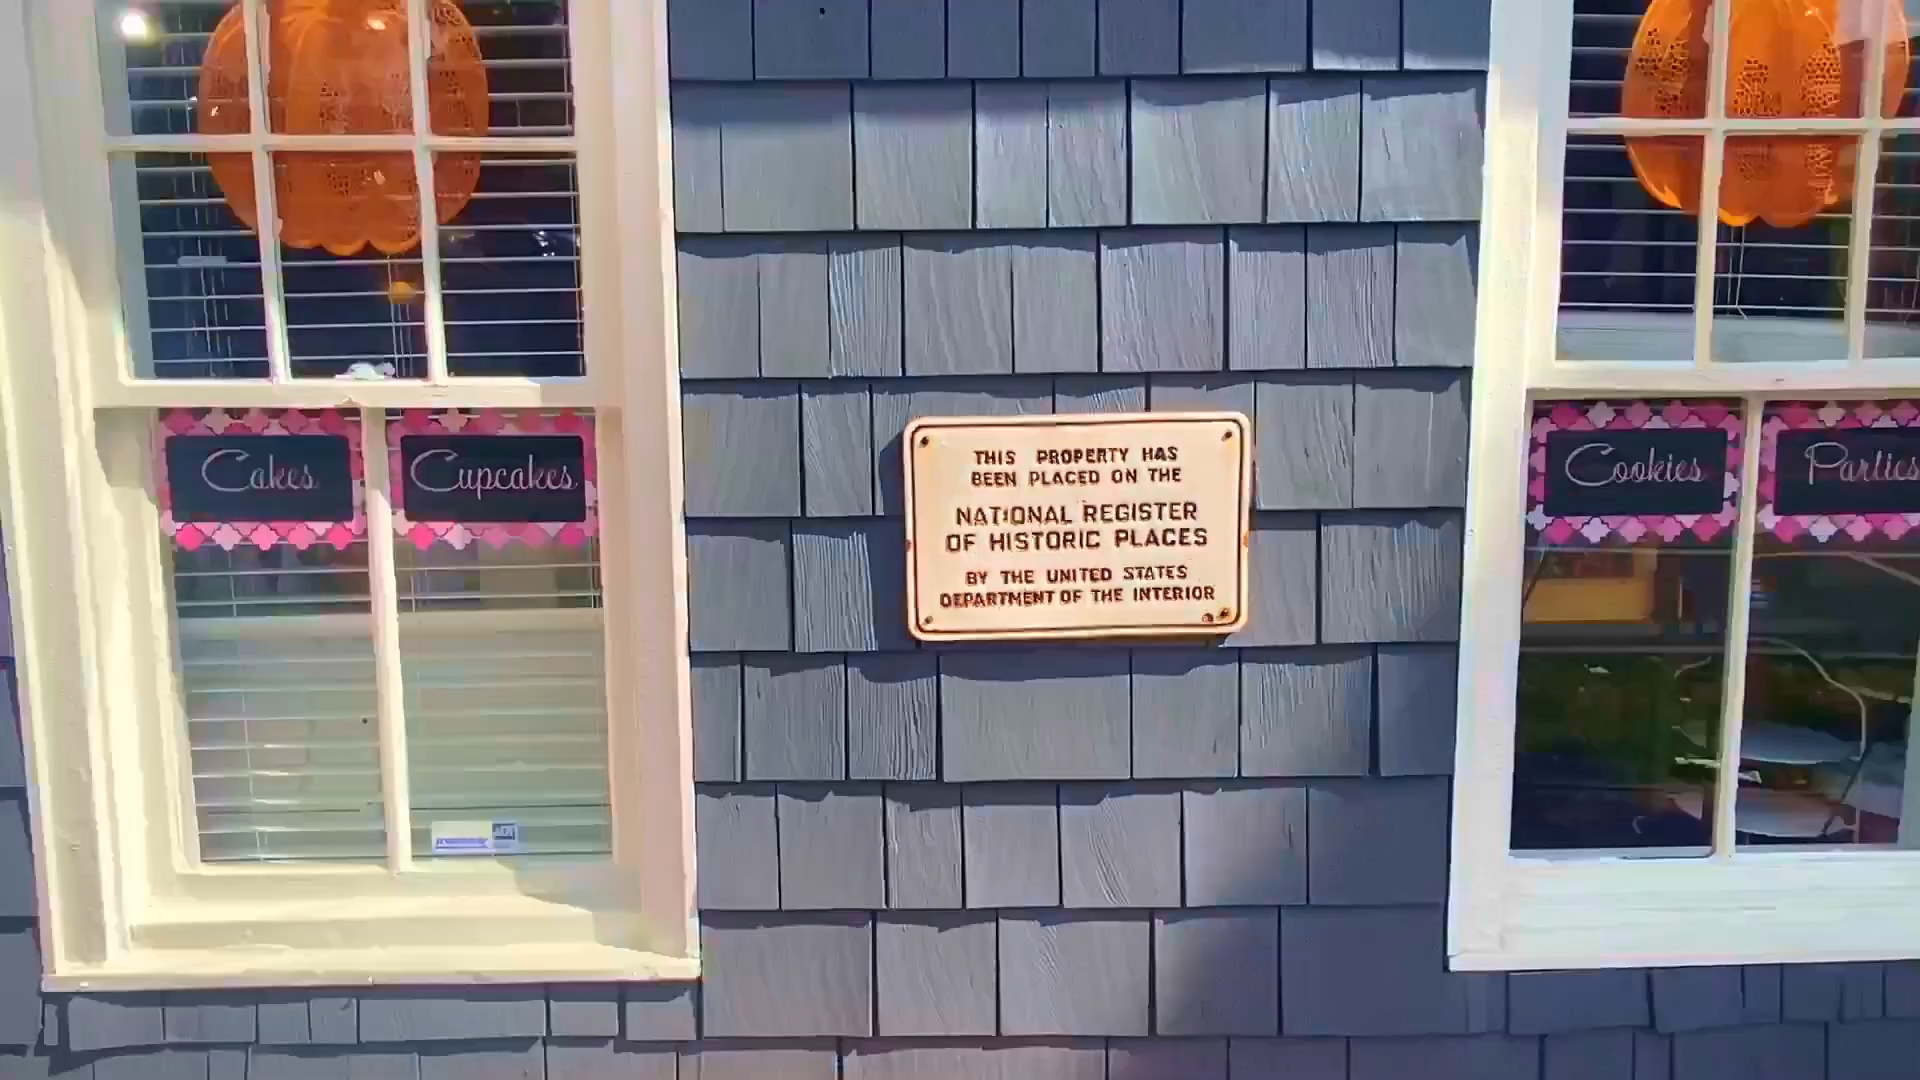 Cakes
Cupcakes
THIS PROPERTY HAS
BEEN PLACED ON THE
NATIONAL REGISTER
OF HISTORIC PLACES
BY THE UNITED STATES
DEPARTMENT OF THE INTERIOR
Cookies
Parties